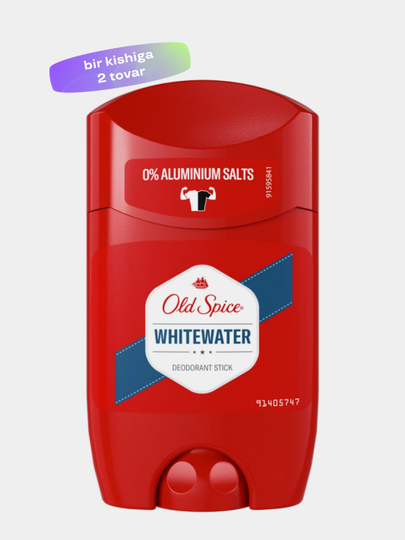 bir kishiga
2 tovar
0% ALUMINIUM SALTS
91595841
Old Spice
WHITEWATER
DEODORANT STICK
91405747